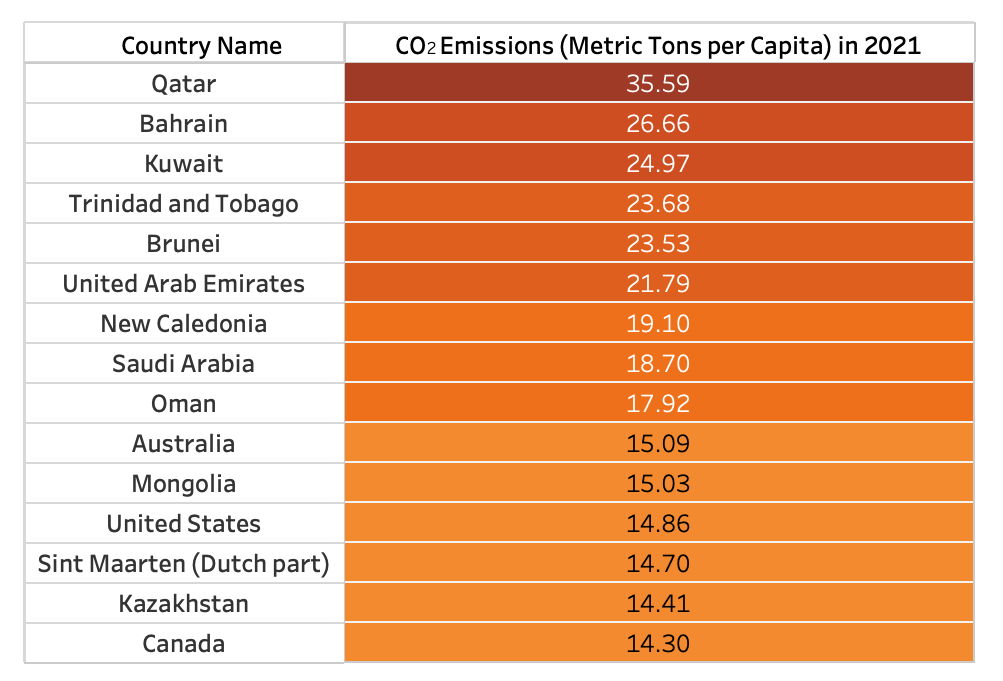 Country Name CO2 Emissions (Metric Tons per Capita) in 2021
Qatar 35.59
Bahrain 26.66
Kuwait 24.97
Trinidad and Tobago 23.68
Brunei 23.53
United Arab Emirates 21.79
New Caledonia 19.10
Saudi Arabia 18.70
Oman 17.92
Australia 15.09
Mongolia 15.03
United States 14.86
Sint Maarten (Dutch part) 14.70
Kazakhstan 14.41
Canada 14.30